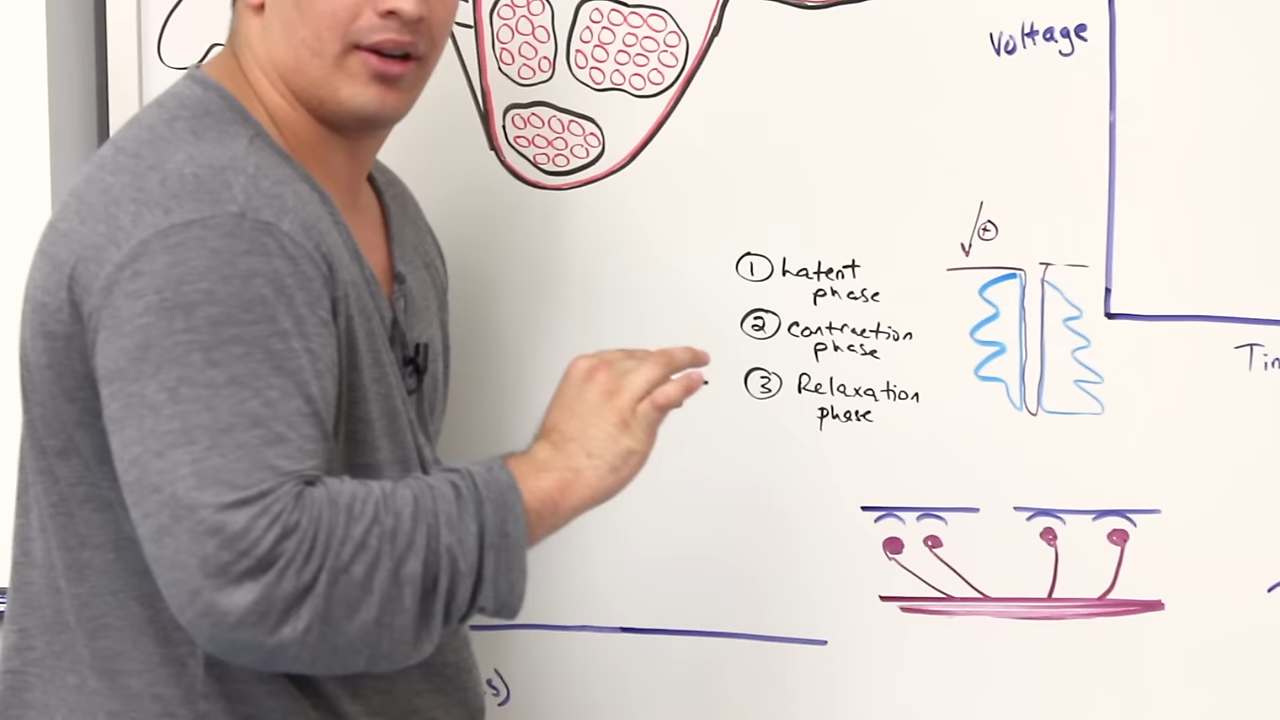 Voltage
+
① Latent
phase
② contraction
phase
③ Relaxation
phase
Tim
s)